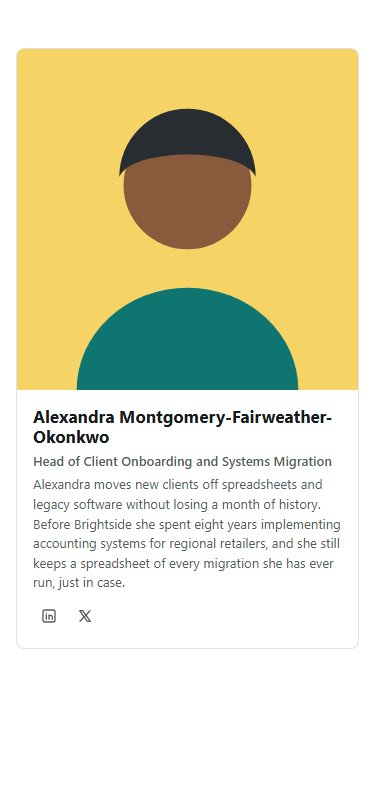 Alexandra Montgomery-Fairweather-
Okonkwo
Head of Client Onboarding and Systems Migration
Alexandra moves new clients off spreadsheets and
legacy software without losing a month of history.
Before Brightside she spent eight years implementing
accounting systems for regional retailers, and she still
keeps a spreadsheet of every migration she has ever
run, just in case.